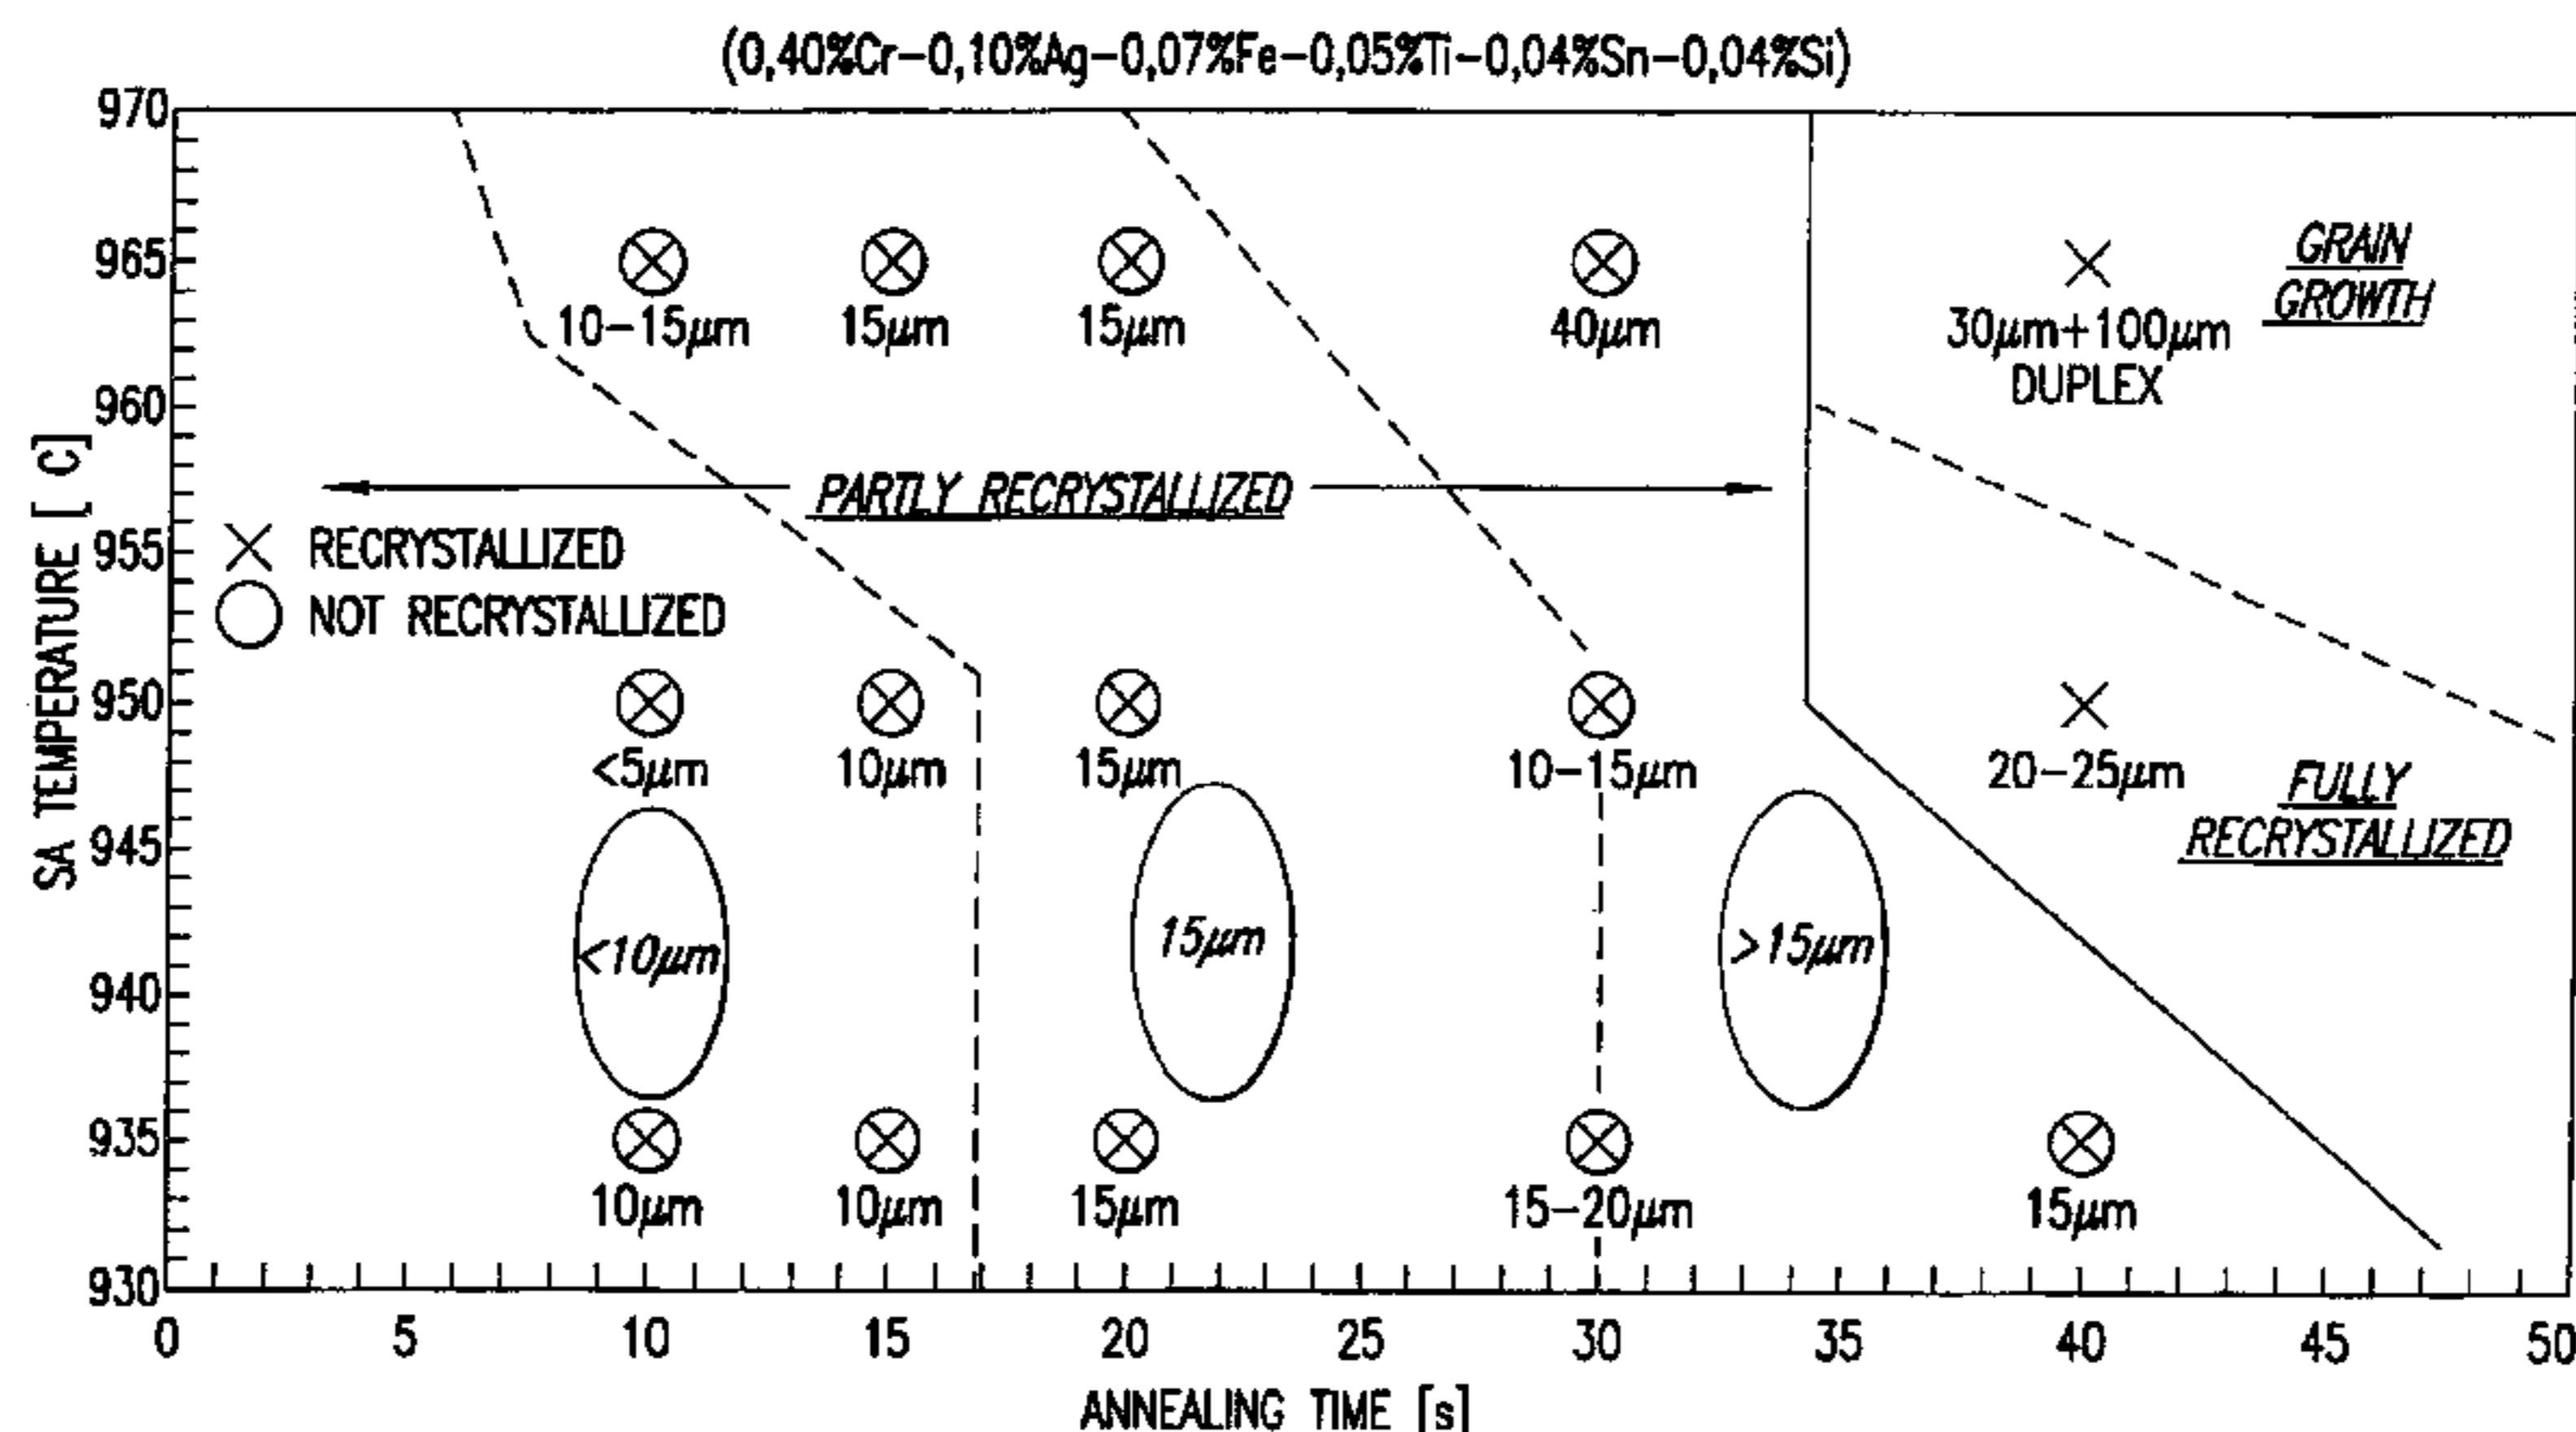 (0,40%Cr-0,10%Ag-0,07%Fe-0,05%Ti-0,04%Sn-0,04%Si)
970
965
960
955
950
945
940
935
930
SA TEMPERATURE [ C]
10-15μm
15μm
15μm
40μm
30μm+100μm
DUPLEX
GRAIN
GROWTH
PARTLY RECRYSTALLIZED
RECRYSTALLIZED
NOT RECRYSTALLIZED
<5μm
10μm
15μm
10-15μm
20-25μm
FULLY
RECRYSTALLIZED
<10μm
15μm
>15μm
10μm
10μm
15μm
15-20μm
15μm
0 5 10 15 20 25 30 35 40 45 50
ANNEALING TIME [s]